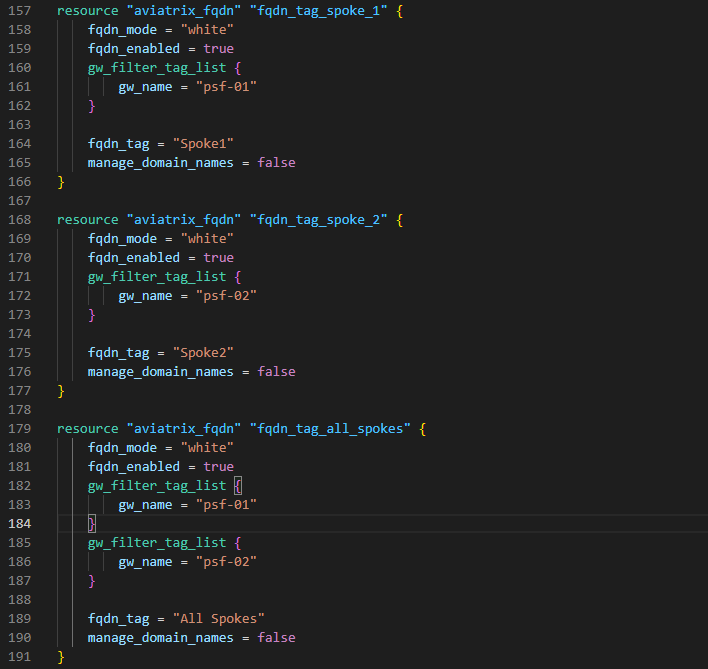 157 resource "aviatrix_fqdn" "fqdn_tag_spoke_1" {
158     fqdn_mode = "white"
159     fqdn_enabled = true
160     gw_filter_tag_list {
161         gw_name = "psf-01"
162     }
163
164     fqdn_tag = "Spoke1"
165     manage_domain_names = false
166 }
167
168 resource "aviatrix_fqdn" "fqdn_tag_spoke_2" {
169     fqdn_mode = "white"
170     fqdn_enabled = true
171     gw_filter_tag_list {
172         gw_name = "psf-02"
173     }
174
175     fqdn_tag = "Spoke2"
176     manage_domain_names = false
177 }
178
179 resource "aviatrix_fqdn" "fqdn_tag_all_spokes" {
180     fqdn_mode = "white"
181     fqdn_enabled = true
182     gw_filter_tag_list {
183         gw_name = "psf-01"
184     }
185     gw_filter_tag_list {
186         gw_name = "psf-02"
187     }
188
189     fqdn_tag = "All Spokes"
190     manage_domain_names = false
191 }